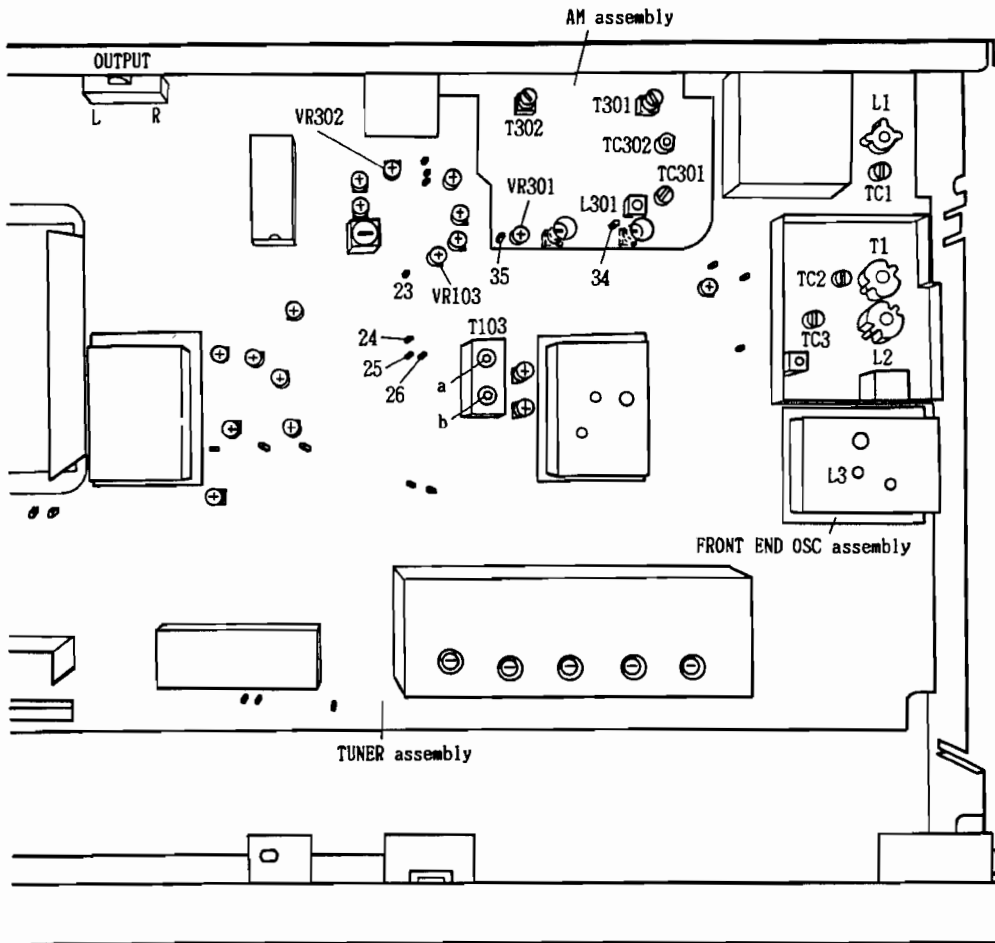 AM assembly
OUTPUT
L R
VR302
T302
T301
TC302
L1
TC1
TC301
VR301
L301
35
34
23
VR103
T1
TC2
TC3
L2
24
T103
25
26
a
b
L3
FRONT END OSC assembly
TUNER assembly